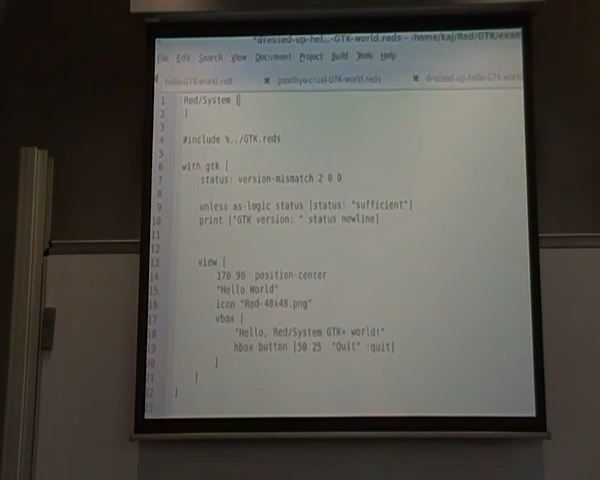 *dressed-up-hel...-GTK-world.reds - /home/kaj/Red/GTK/exam
File Edit Search View Document Project Build Tools Help
hello-GTK-world.red goodbye-cruel-GTK-world.reds dressed-up-hello-GTK-world
1 Red/System [
2 ]
3
4 #include %../GTK.reds
5
6 with gtk [
7 status: version-mismatch 2 0 0
8
9 unless as-logic status [status: "sufficient"]
10 print ["GTK version: " status newline]
11
12
13 view [
14 170 90 position-center
15 "Hello World"
16 icon "Red-48x48.png"
17 vbox [
18 "Hello, Red/System GTK+ world!"
19 hbox button [50 25 "Quit" :quit]
20 ]
21 ]
22 ]
23